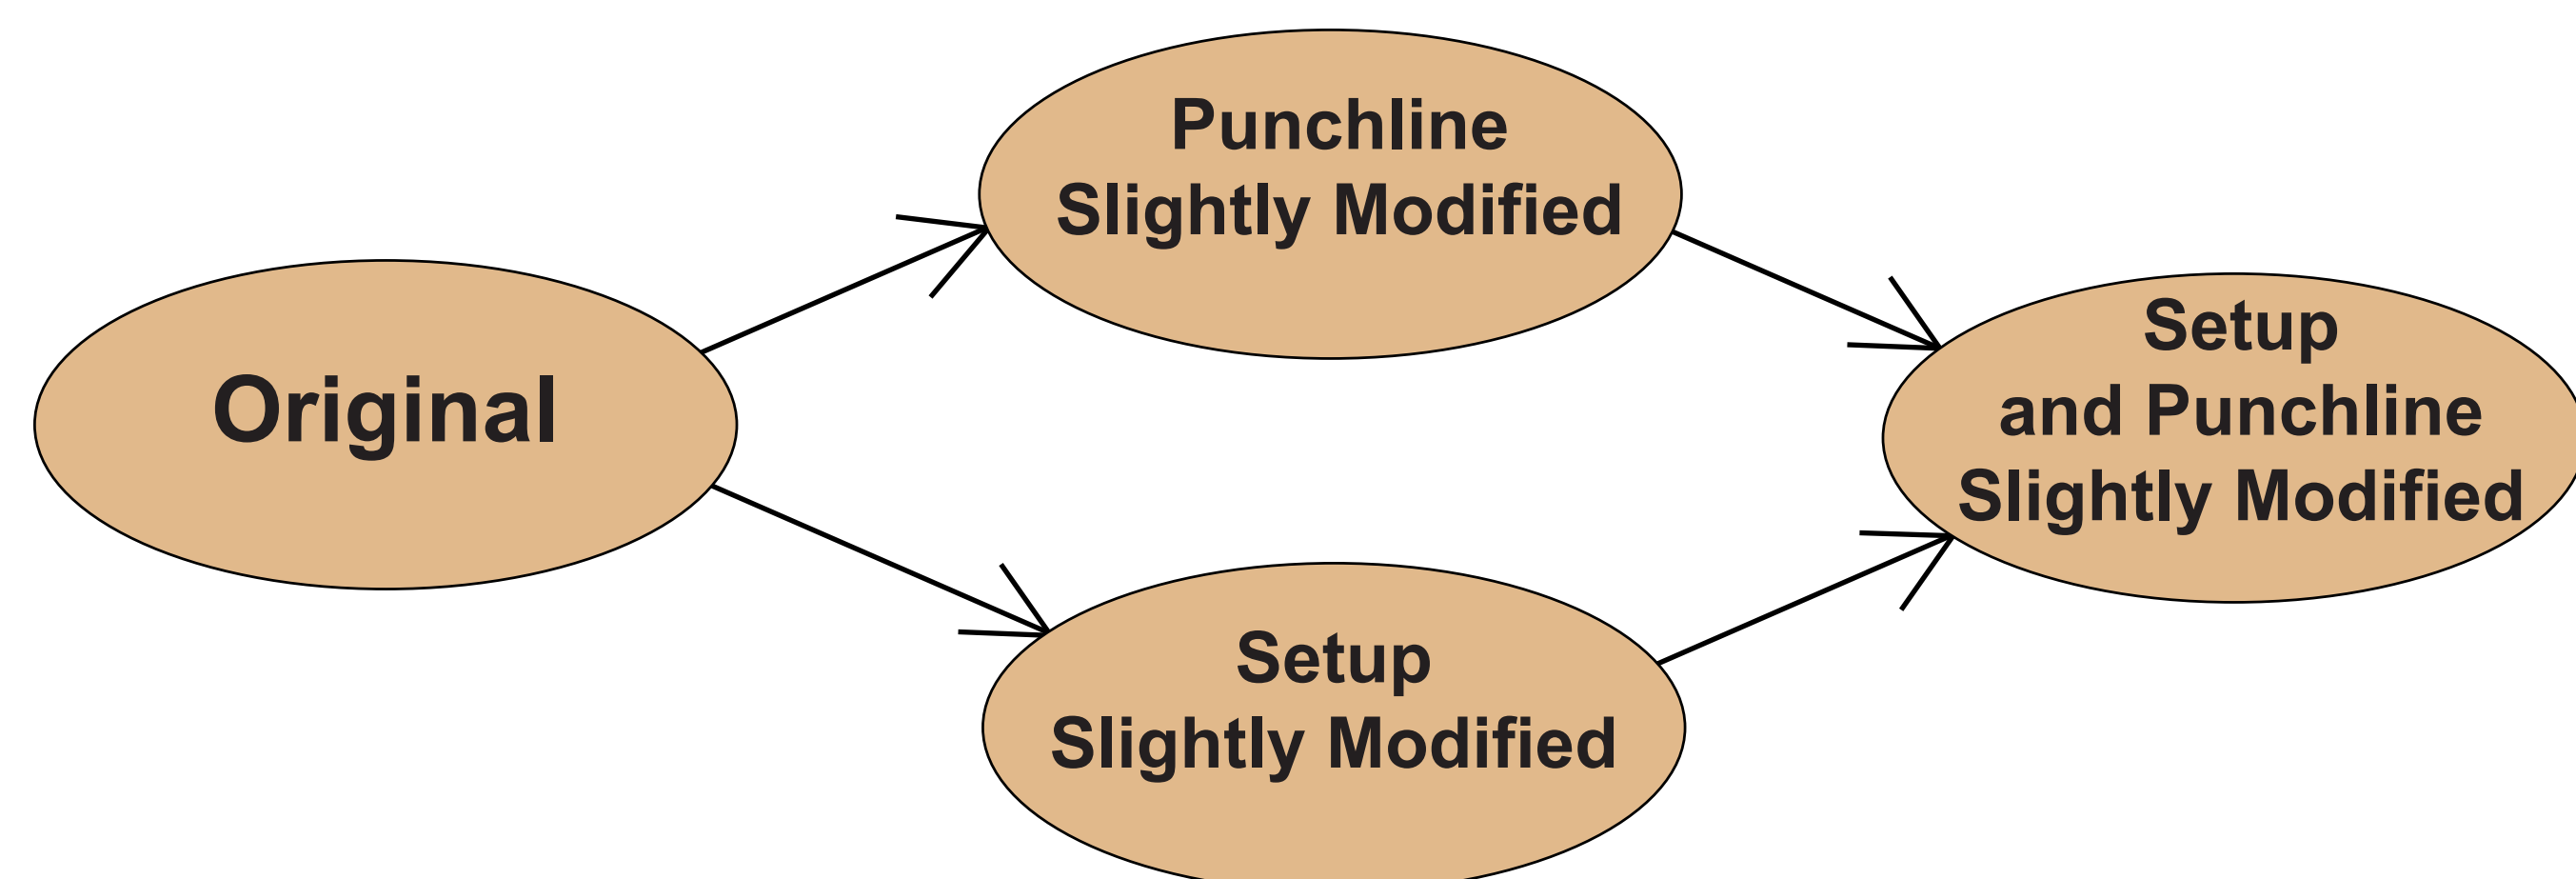 Original
Punchline
Slightly Modified
Setup
Slightly Modified
Setup
and Punchline
Slightly Modified